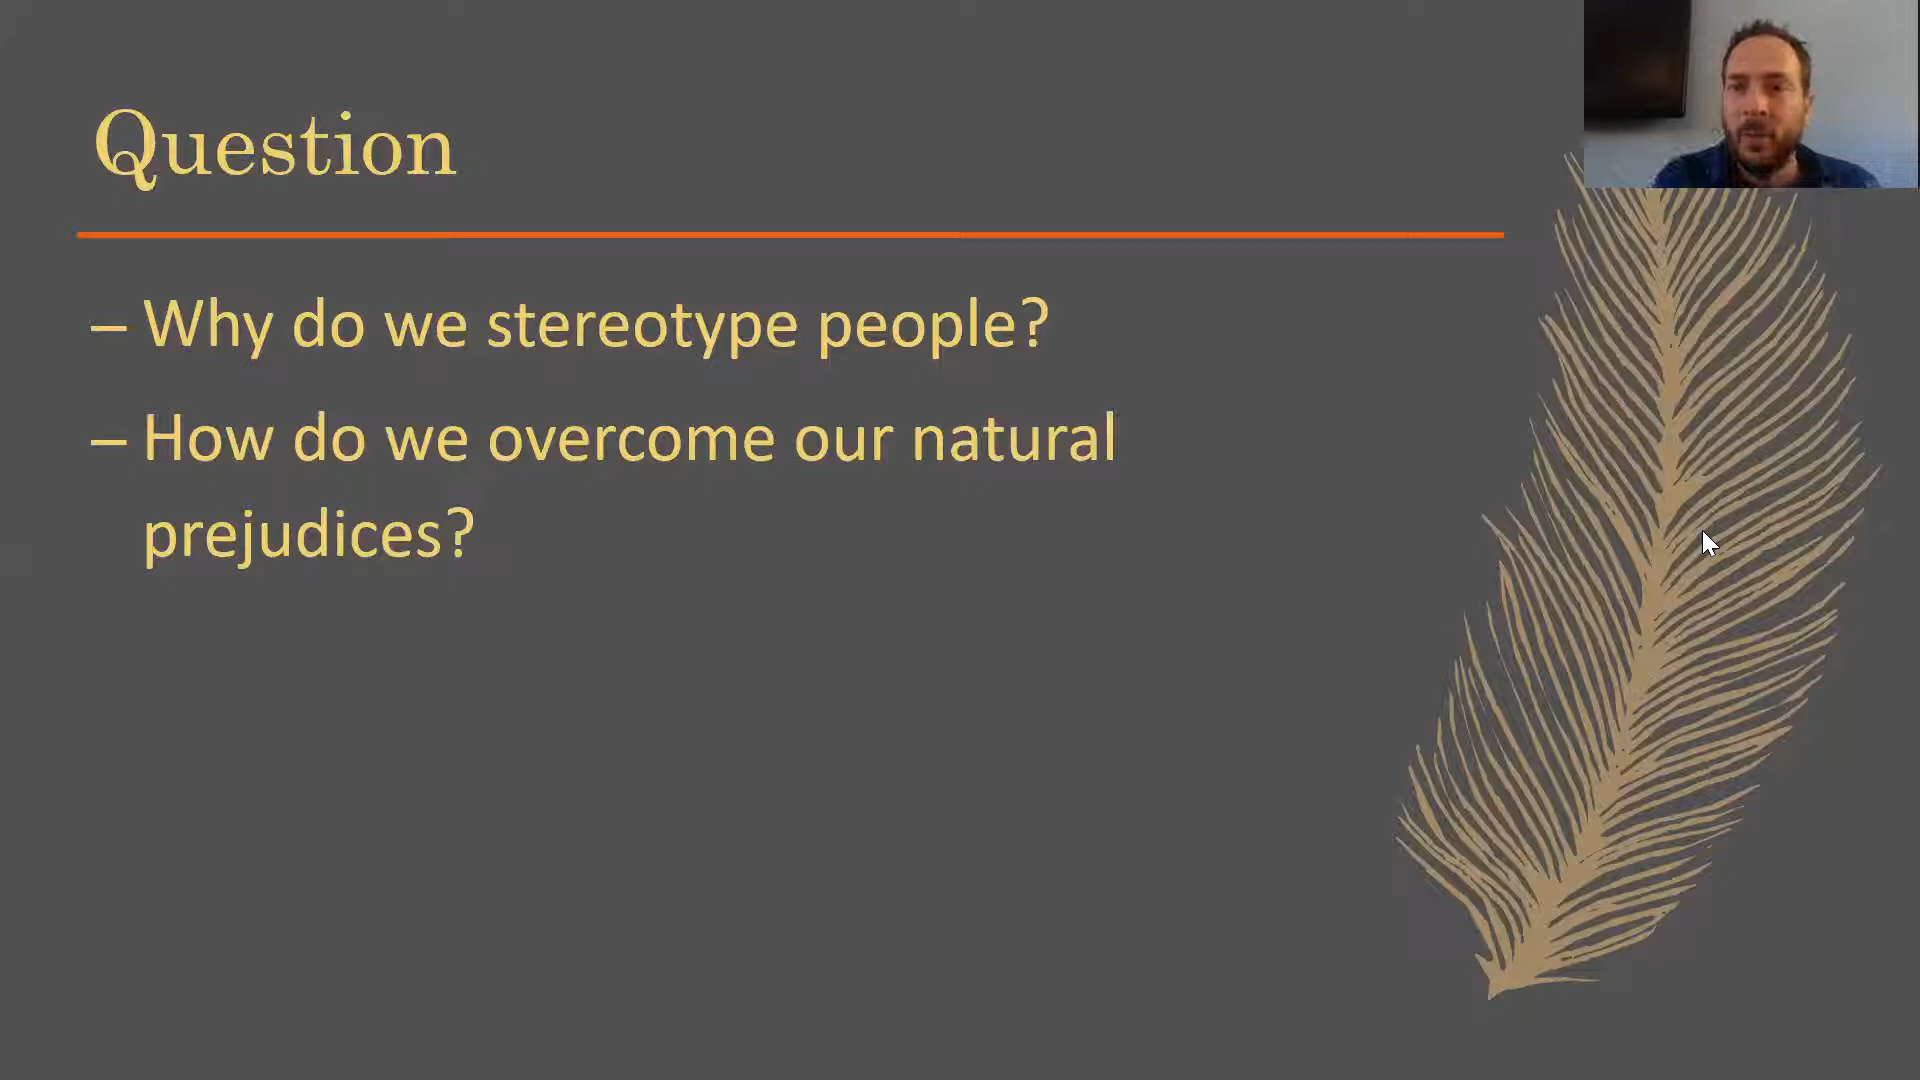 Question
– Why do we stereotype people?
– How do we overcome our natural
prejudices?